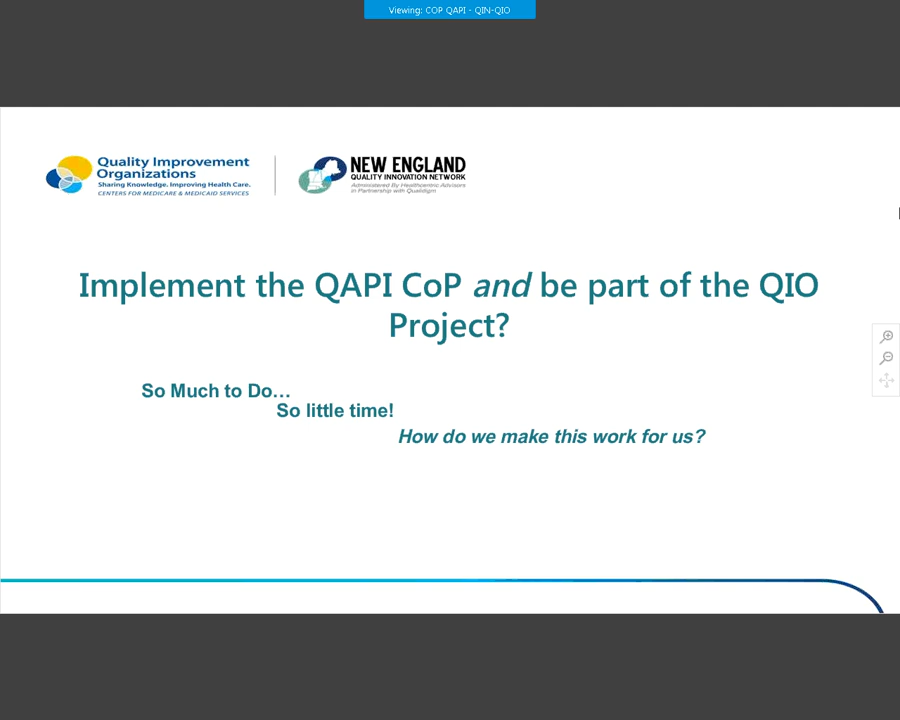 Viewing: COP QAPI - QIN-QIO
Quality Improvement
Organizations
Sharing Knowledge. Improving Health Care.
CENTERS FOR MEDICARE & MEDICAID SERVICES
NEW ENGLAND
QUALITY INNOVATION NETWORK
Administered By Healthcentric Advisors
in Partnership with Qualidigm
Implement the QAPI CoP and be part of the QIO
Project?
So Much to Do...
So little time!
How do we make this work for us?